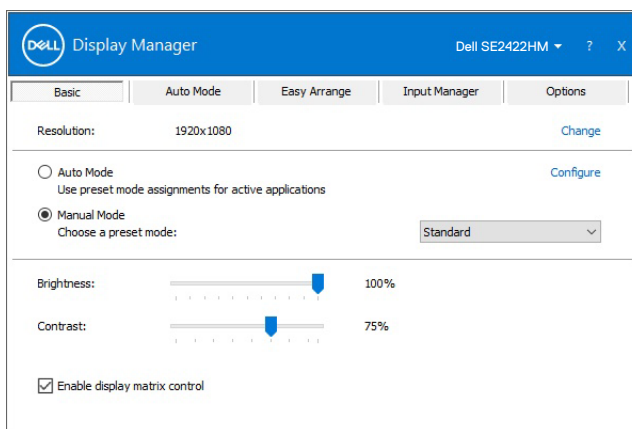 DELL Display Manager Dell SE2422HM ? X
Basic Auto Mode Easy Arrange Input Manager Options
Resolution: 1920x1080 Change
Auto Mode Configure
Use preset mode assignments for active applications
Manual Mode
Choose a preset mode: Standard
Brightness: 100%
Contrast: 75%
Enable display matrix control